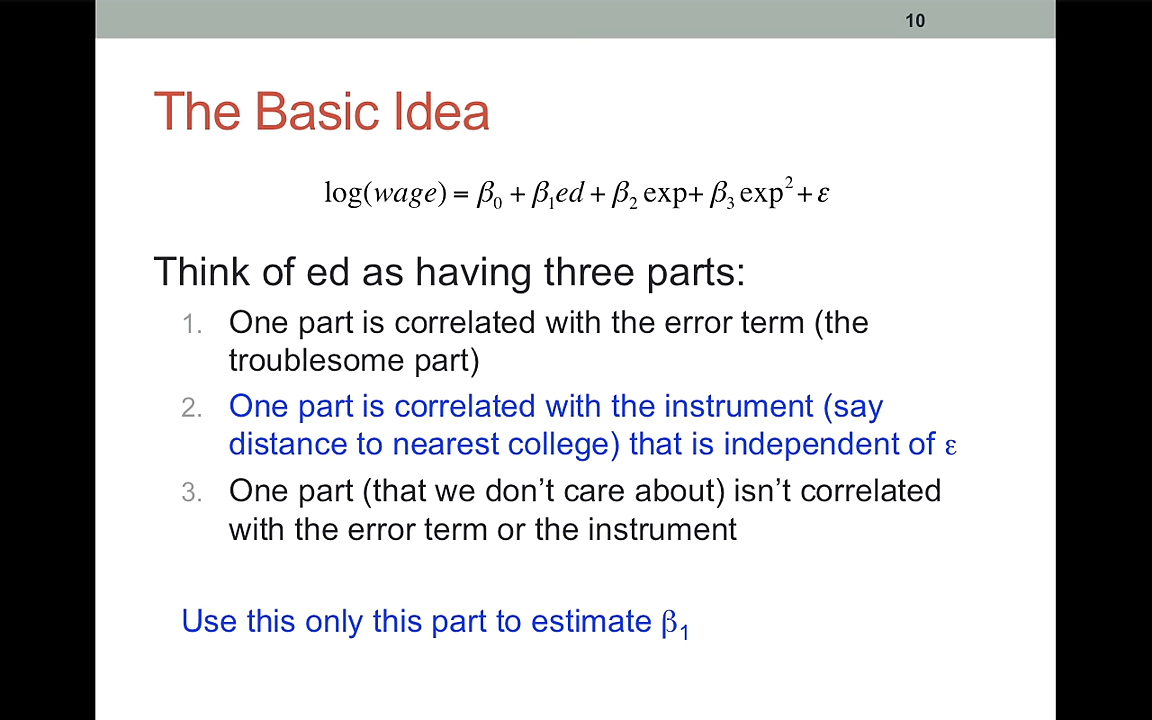 10
The Basic Idea
log(wage) = β₀ + β₁ed + β₂ exp+ β₃ exp² + ε
Think of ed as having three parts:
1. One part is correlated with the error term (the
troublesome part)
2. One part is correlated with the instrument (say
distance to nearest college) that is independent of ε
3. One part (that we don’t care about) isn’t correlated
with the error term or the instrument
Use this only this part to estimate β₁